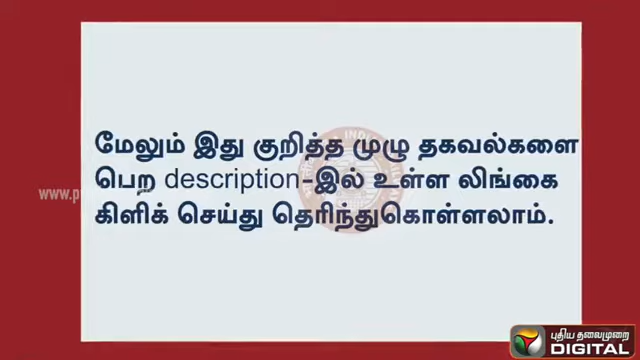 மேலும் இது குறித்த முழு தகவல்களை
பெற description-இல் உள்ள லிங்கை
கிளிக் செய்து தெரிந்துகொள்ளலாம்.
புதிய தலைமுறை
DIGITAL